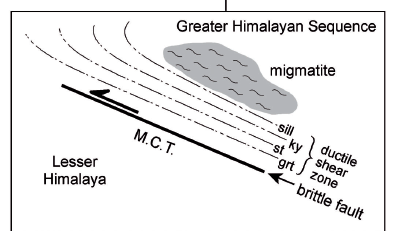 Greater Himalayan Sequence
migmatite
sill
ky
st
grt
ductile
shear
zone
M.C.T.
Lesser
Himalaya
brittle fault